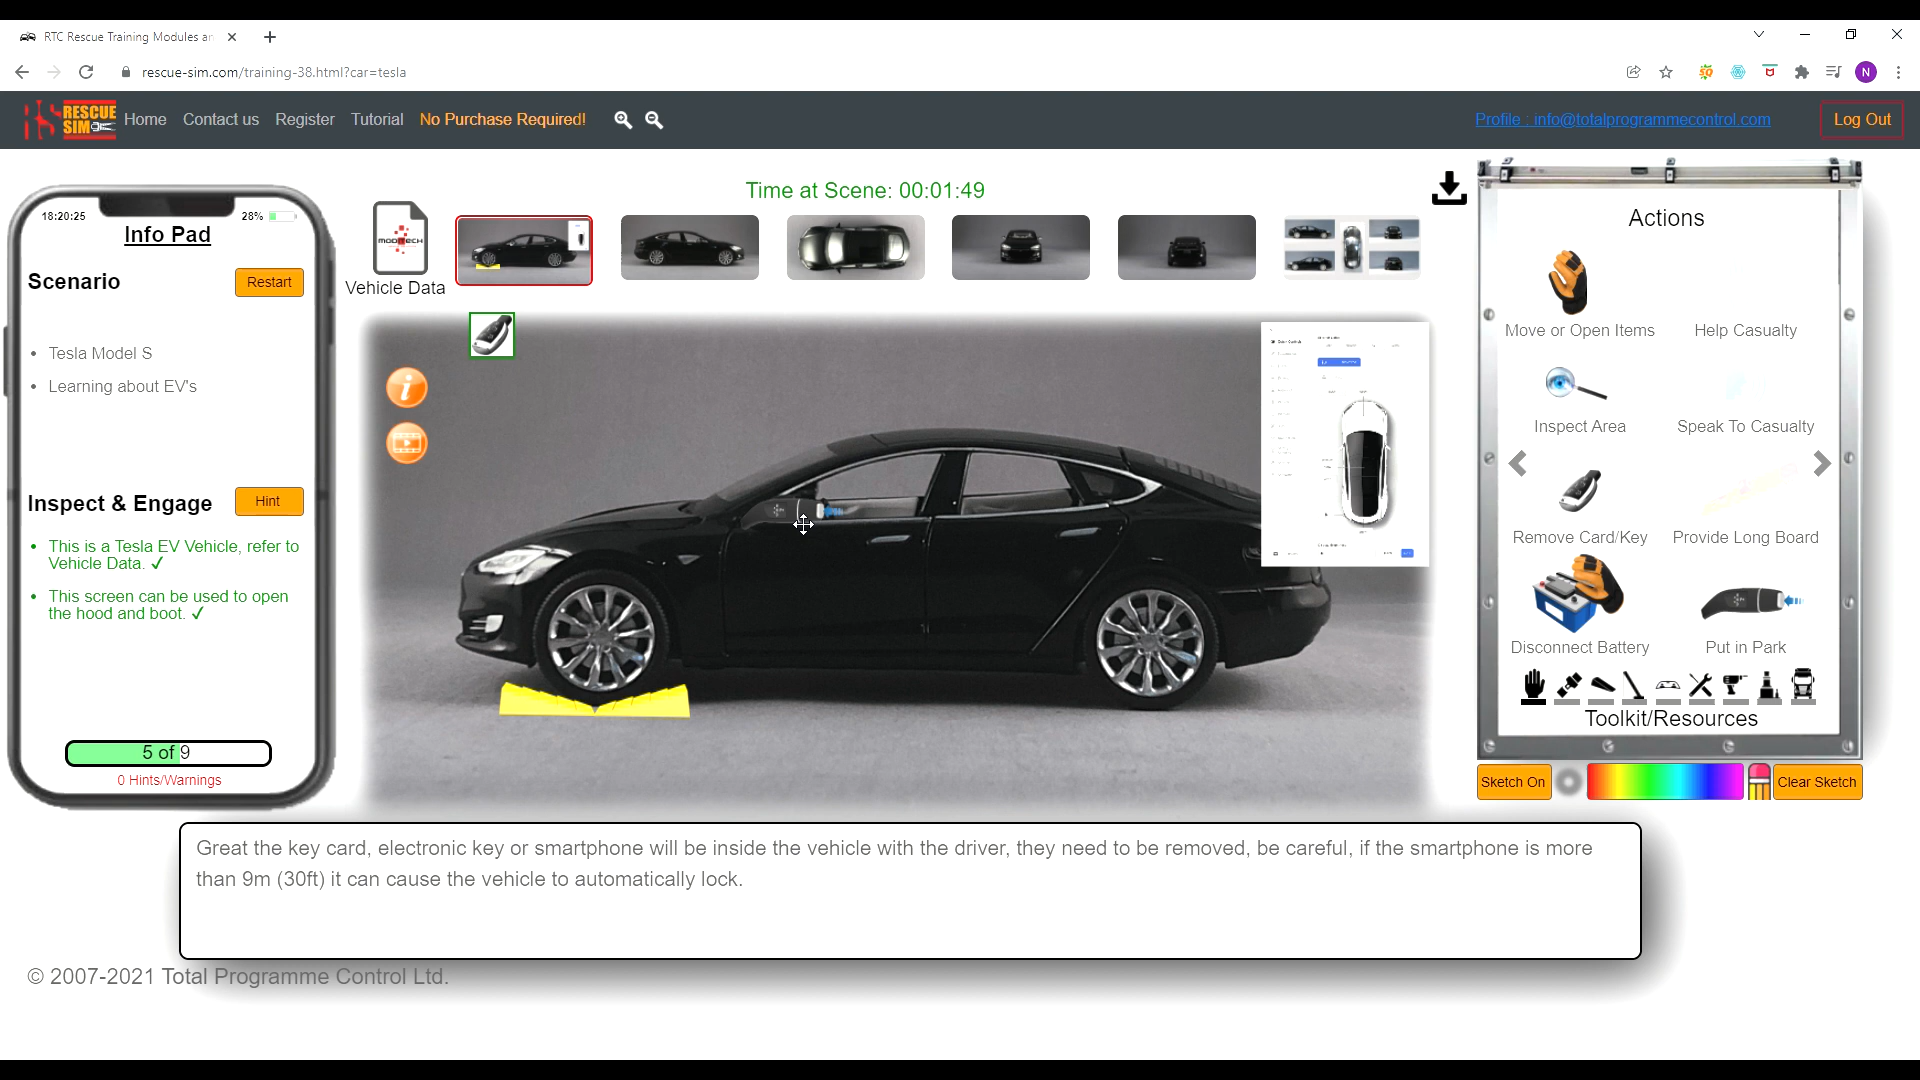 RTC Rescue Training Modules an
rescue-sim.com/training-38.html?car=tesla
SQ
N
RESCUE
SIM
Home
Contact us
Register
Tutorial
No Purchase Required!
Profile : info@totalprogrammecontrol.com
Log Out
18:20:25
28%
Info Pad
Scenario
Restart
• Tesla Model S
• Learning about EV's
Inspect & Engage
Hint
• This is a Tesla EV Vehicle, refer to
Vehicle Data. ✓
• This screen can be used to open
the hood and boot. ✓
5 of 9
0 Hints/Warnings
Time at Scene: 00:01:49
MODITECH
Vehicle Data
i
Actions
Move or Open Items
Help Casualty
Inspect Area
Speak To Casualty
Remove Card/Key
Provide Long Board
Disconnect Battery
Put in Park
Toolkit/Resources
Sketch On
Clear Sketch
Great the key card, electronic key or smartphone will be inside the vehicle with the driver, they need to be removed, be careful, if the smartphone is more
than 9m (30ft) it can cause the vehicle to automatically lock.
© 2007-2021 Total Programme Control Ltd.